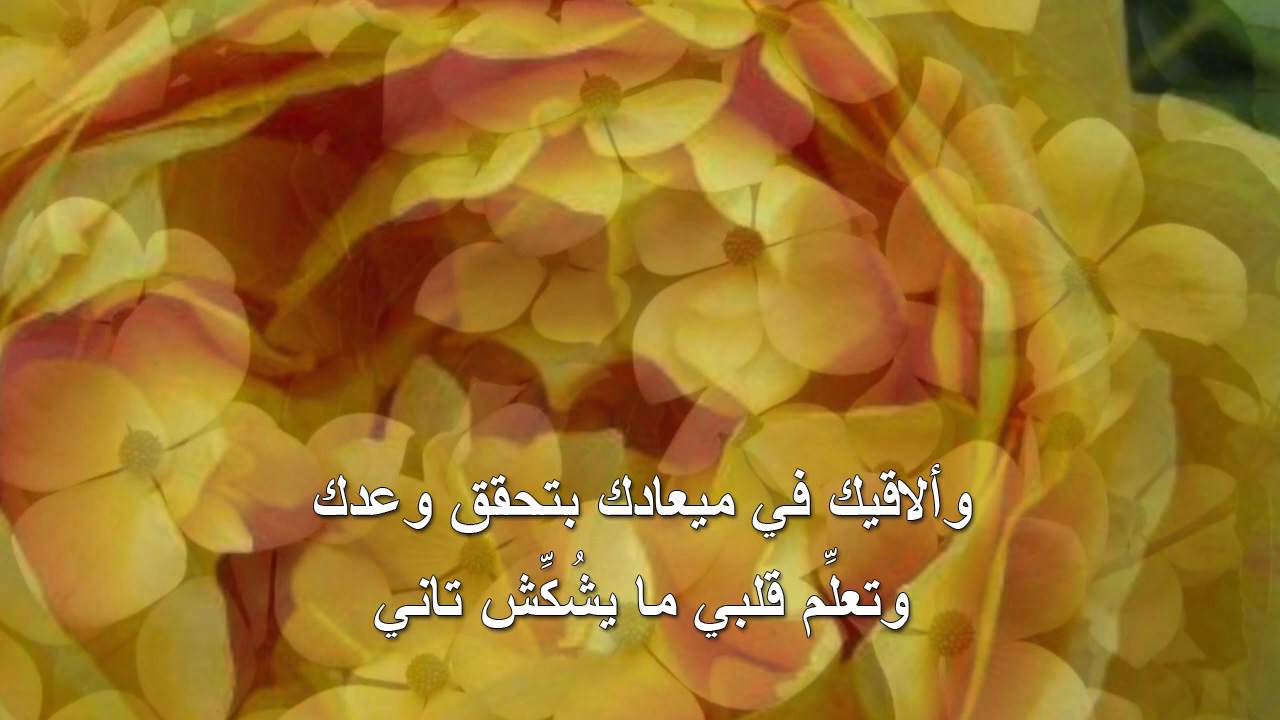 وألاقيك في ميعادك بتحقق وعدك
وتعلِّم قلبي ما يشُكِّش تاني